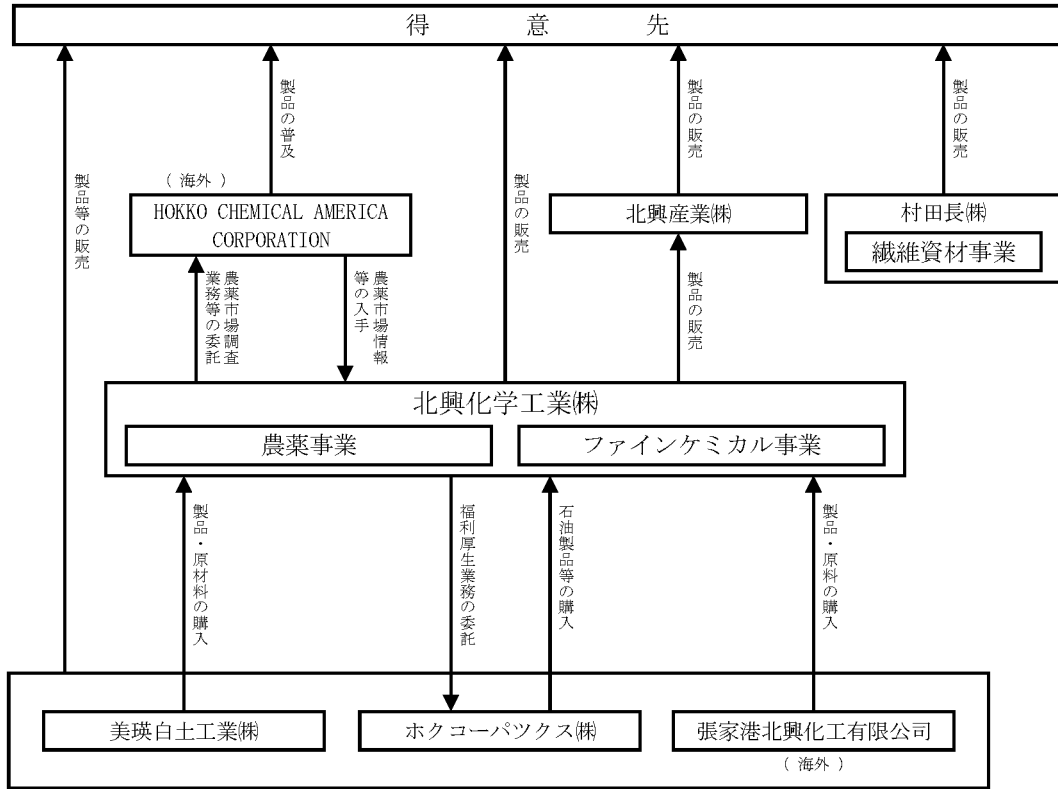 得意先
製品等の販売
製品の普及
製品の販売
製品の販売
製品の販売
（海外）
HOKKO CHEMICAL AMERICA
CORPORATION
北興産業㈱
村田長㈱
繊維資材事業
農薬市場調査
業務等の委託
農薬市場情報
等の入手
製品の販売
北興化学工業㈱
農薬事業
ファインケミカル事業
製品・原材料の購入
福利厚生業務の委託
石油製品等の購入
製品・原料の購入
美瑛白土工業㈱
ホクコーパツクス㈱
張家港北興化工有限公司
（海外）